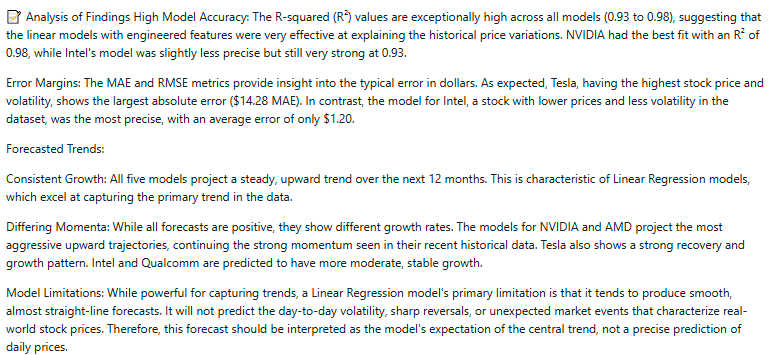 📝 Analysis of Findings High Model Accuracy: The R-squared (R²) values are exceptionally high across all models (0.93 to 0.98), suggesting that
the linear models with engineered features were very effective at explaining the historical price variations. NVIDIA had the best fit with an R² of
0.98, while Intel's model was slightly less precise but still very strong at 0.93.
Error Margins: The MAE and RMSE metrics provide insight into the typical error in dollars. As expected, Tesla, having the highest stock price and
volatility, shows the largest absolute error ($14.28 MAE). In contrast, the model for Intel, a stock with lower prices and less volatility in the
dataset, was the most precise, with an average error of only $1.20.
Forecasted Trends:
Consistent Growth: All five models project a steady, upward trend over the next 12 months. This is characteristic of Linear Regression models,
which excel at capturing the primary trend in the data.
Differing Momenta: While all forecasts are positive, they show different growth rates. The models for NVIDIA and AMD project the most
aggressive upward trajectories, continuing the strong momentum seen in their recent historical data. Tesla also shows a strong recovery and
growth pattern. Intel and Qualcomm are predicted to have more moderate, stable growth.
Model Limitations: While powerful for capturing trends, a Linear Regression model's primary limitation is that it tends to produce smooth,
almost straight-line forecasts. It will not predict the day-to-day volatility, sharp reversals, or unexpected market events that characterize real-
world stock prices. Therefore, this forecast should be interpreted as the model's expectation of the central trend, not a precise prediction of
daily prices.